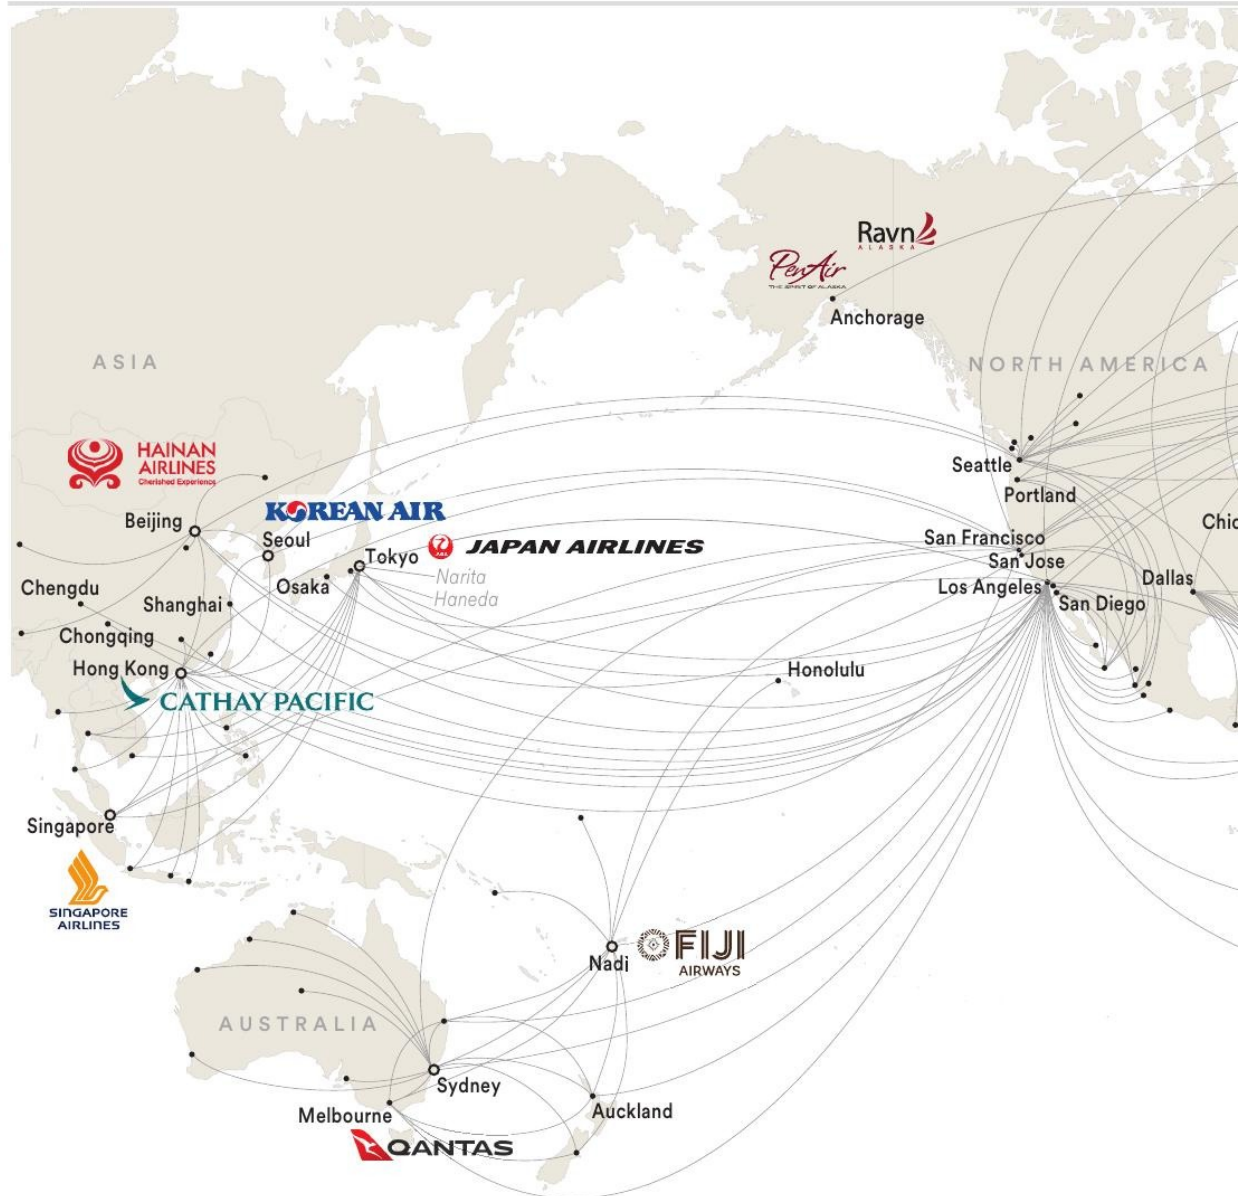 Ravn
ALASKA
PenAir
THE SPIRIT OF ALASKA
Anchorage
ASIA
NORTH AMERICA
HAINAN
AIRLINES
Cherished Experience
Seattle
Portland
KOREAN AIR
Beijing
Seoul
Chic
San Francisco
JAL
JAPAN AIRLINES
Tokyo
San Jose
Narita
Haneda
Osaka
Chengdu
Shanghai
Los Angeles
Dallas
San Diego
Chongqing
Hong Kong
Honolulu
CATHAY PACIFIC
Singapore
SINGAPORE
AIRLINES
FIJI
AIRWAYS
Nadi
AUSTRALIA
Sydney
Melbourne
Auckland
QANTAS